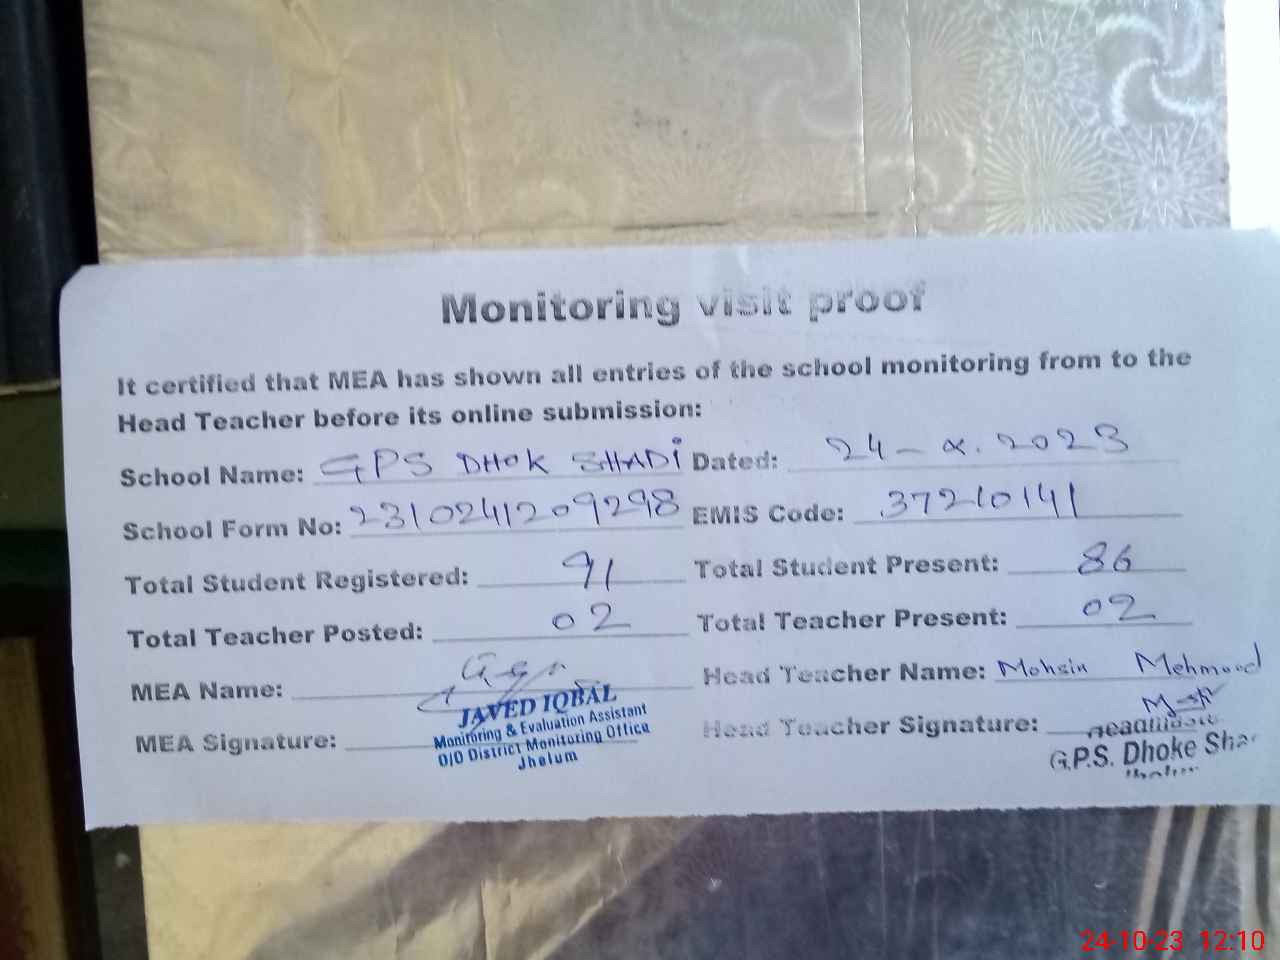 Monitoring visit proof
It certified that MEA has shown all entries of the school monitoring from to the
Head Teacher before its online submission:
School Name: GPS DHOK SHADI Dated: 24 - x. 2023
School Form No: 2310241209298 EMIS Code: 37210141
Total Student Registered: 91 Total Student Present: 86
Total Teacher Posted: 02 Total Teacher Present: 02
MEA Name: Head Teacher Name: Mohsin Mehmood
MEA Signature: Head Teacher Signature:
JAVED IQBAL
Monitoring & Evaluation Assistant
O/O District Monitoring Office
Jhelum
G.P.S. Dhoke Sha
24-10-23 12:10